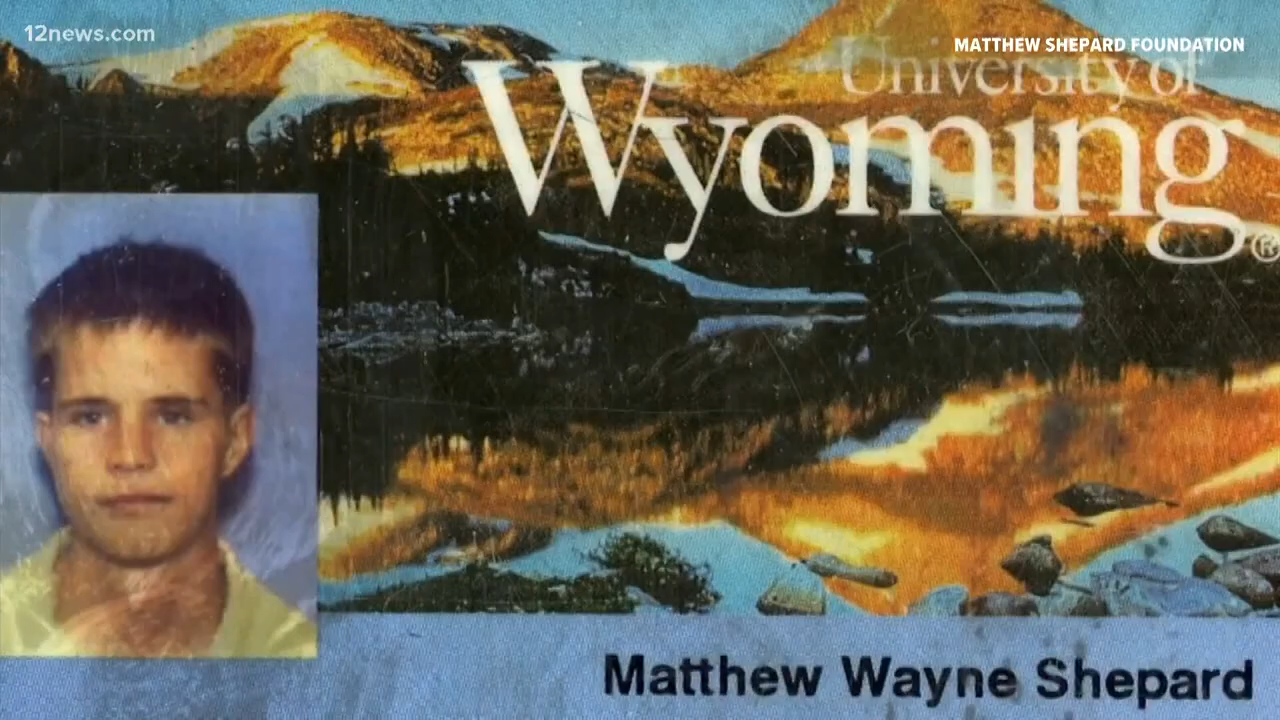 12news.com
MATTHEW SHEPARD FOUNDATION
University of
Wyoming®
Matthew Wayne Shepard